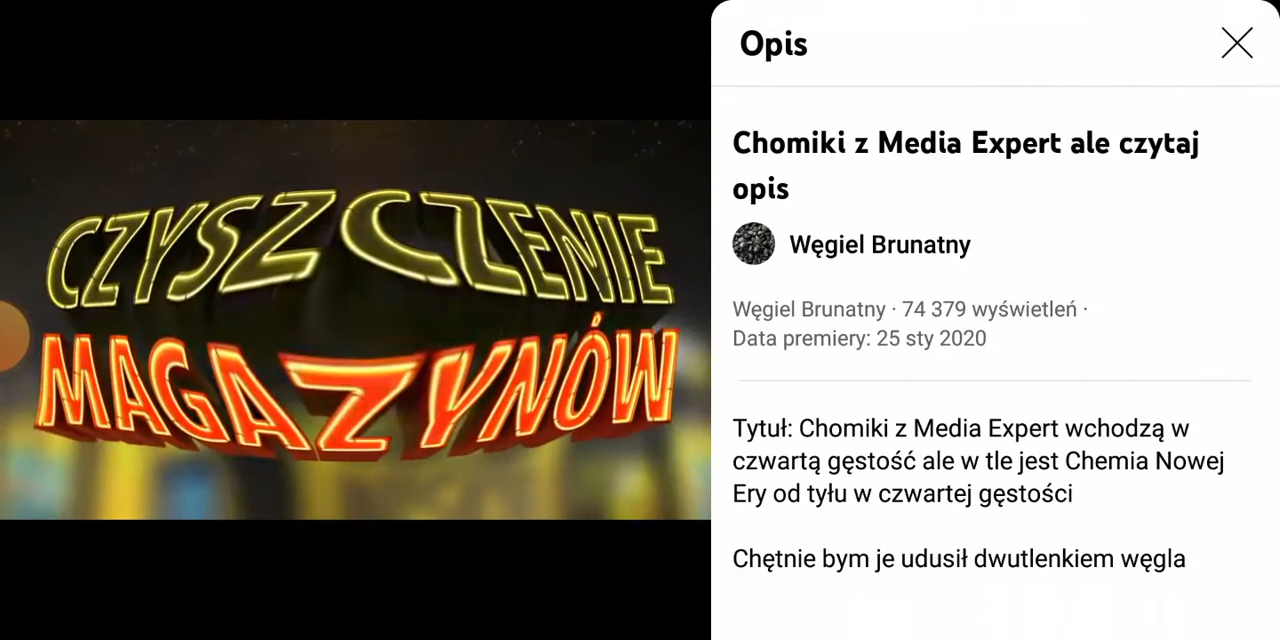 CZYSZCZENIE
MAGAZYNÓW
Opis
Chomiki z Media Expert ale czytaj
opis
Węgiel Brunatny
Węgiel Brunatny · 74 379 wyświetleń ·
Data premiery: 25 sty 2020
Tytuł: Chomiki z Media Expert wchodzą w
czwartą gęstość ale w tle jest Chemia Nowej
Ery od tyłu w czwartej gęstości
Chętnie bym je udusił dwutlenkiem węgla